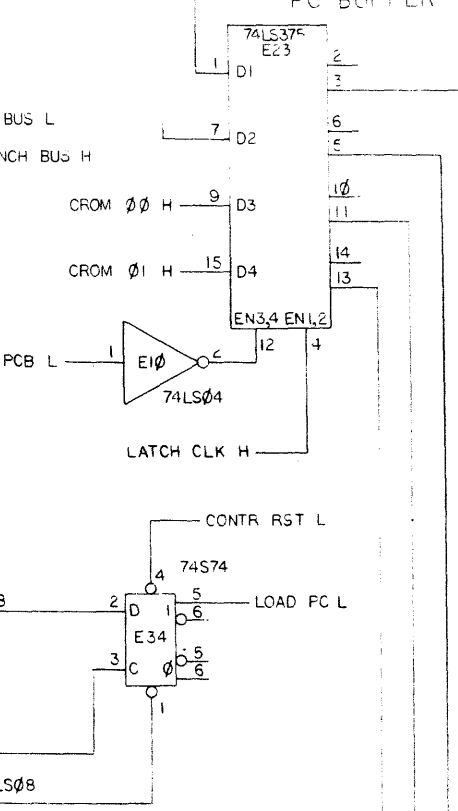 PC BUFFER
74LS375
E23
1 D1
2
3
BUS L
7 D2
6
5
NCH BUS H
CROM ØØ H 9 D3
1Ø
11
CROM Ø1 H 15 D4
14
13
EN3,4 EN1,2
12 4
PCB L 1 E1Ø 2
74LSØ4
LATCH CLK H
CONTR RST L
4 74S74
8 2 D 1 5 LOAD PC L
6
E34
3 C Ø 5
6
1
LSØ8